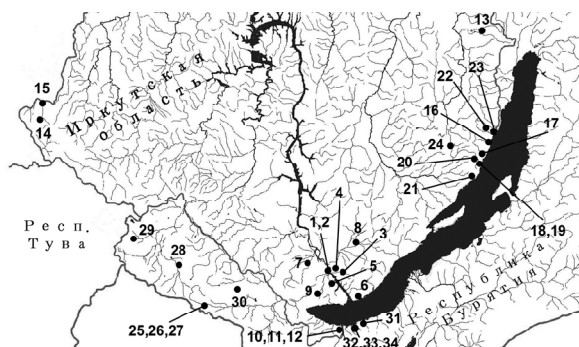 13
15
14
Иркутская
область
22
23
16
17
24
20
21
18, 19
Респ.
Тува
29
28
30
25, 26, 27
1,2
4
8
3
7
5
9
6
10, 11, 12
31
32, 33, 34
Республика
Бурятия